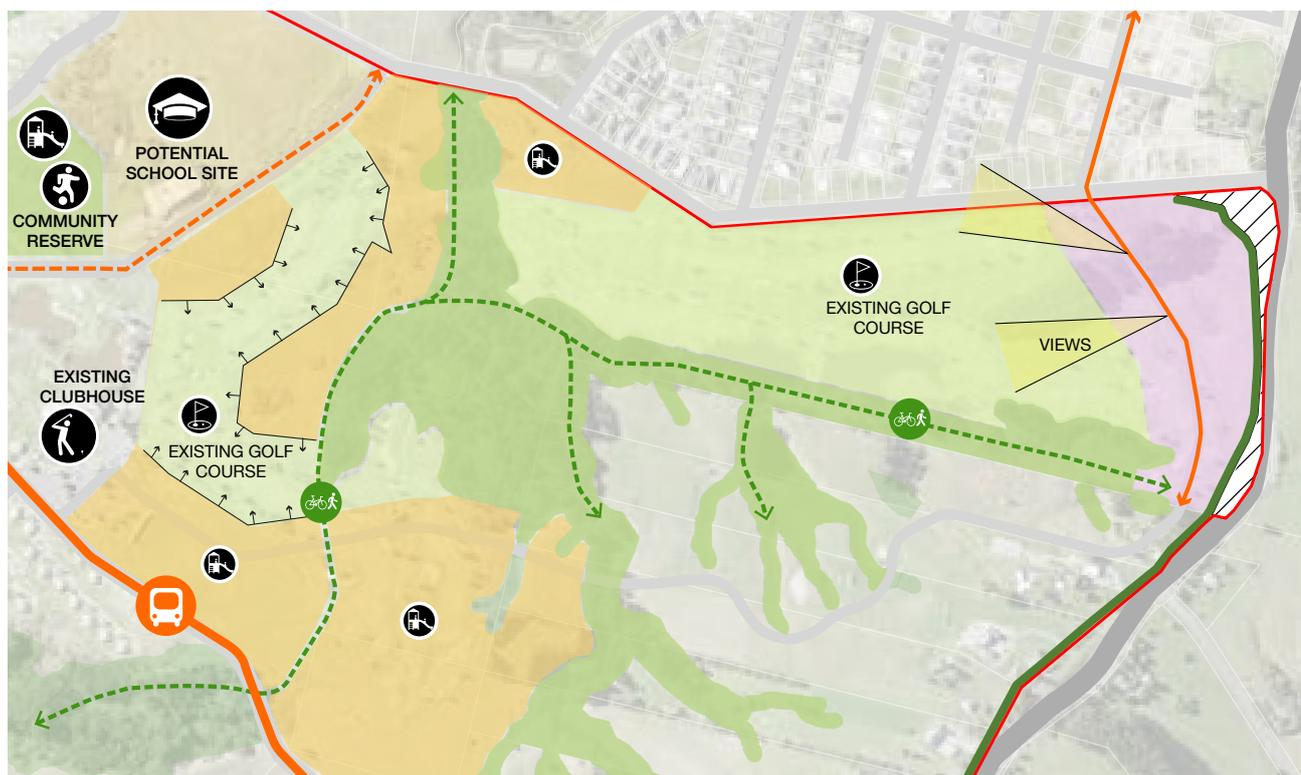 POTENTIAL
SCHOOL SITE
COMMUNITY
RESERVE
EXISTING GOLF
COURSE
VIEWS
EXISTING
CLUBHOUSE
EXISTING GOLF
COURSE